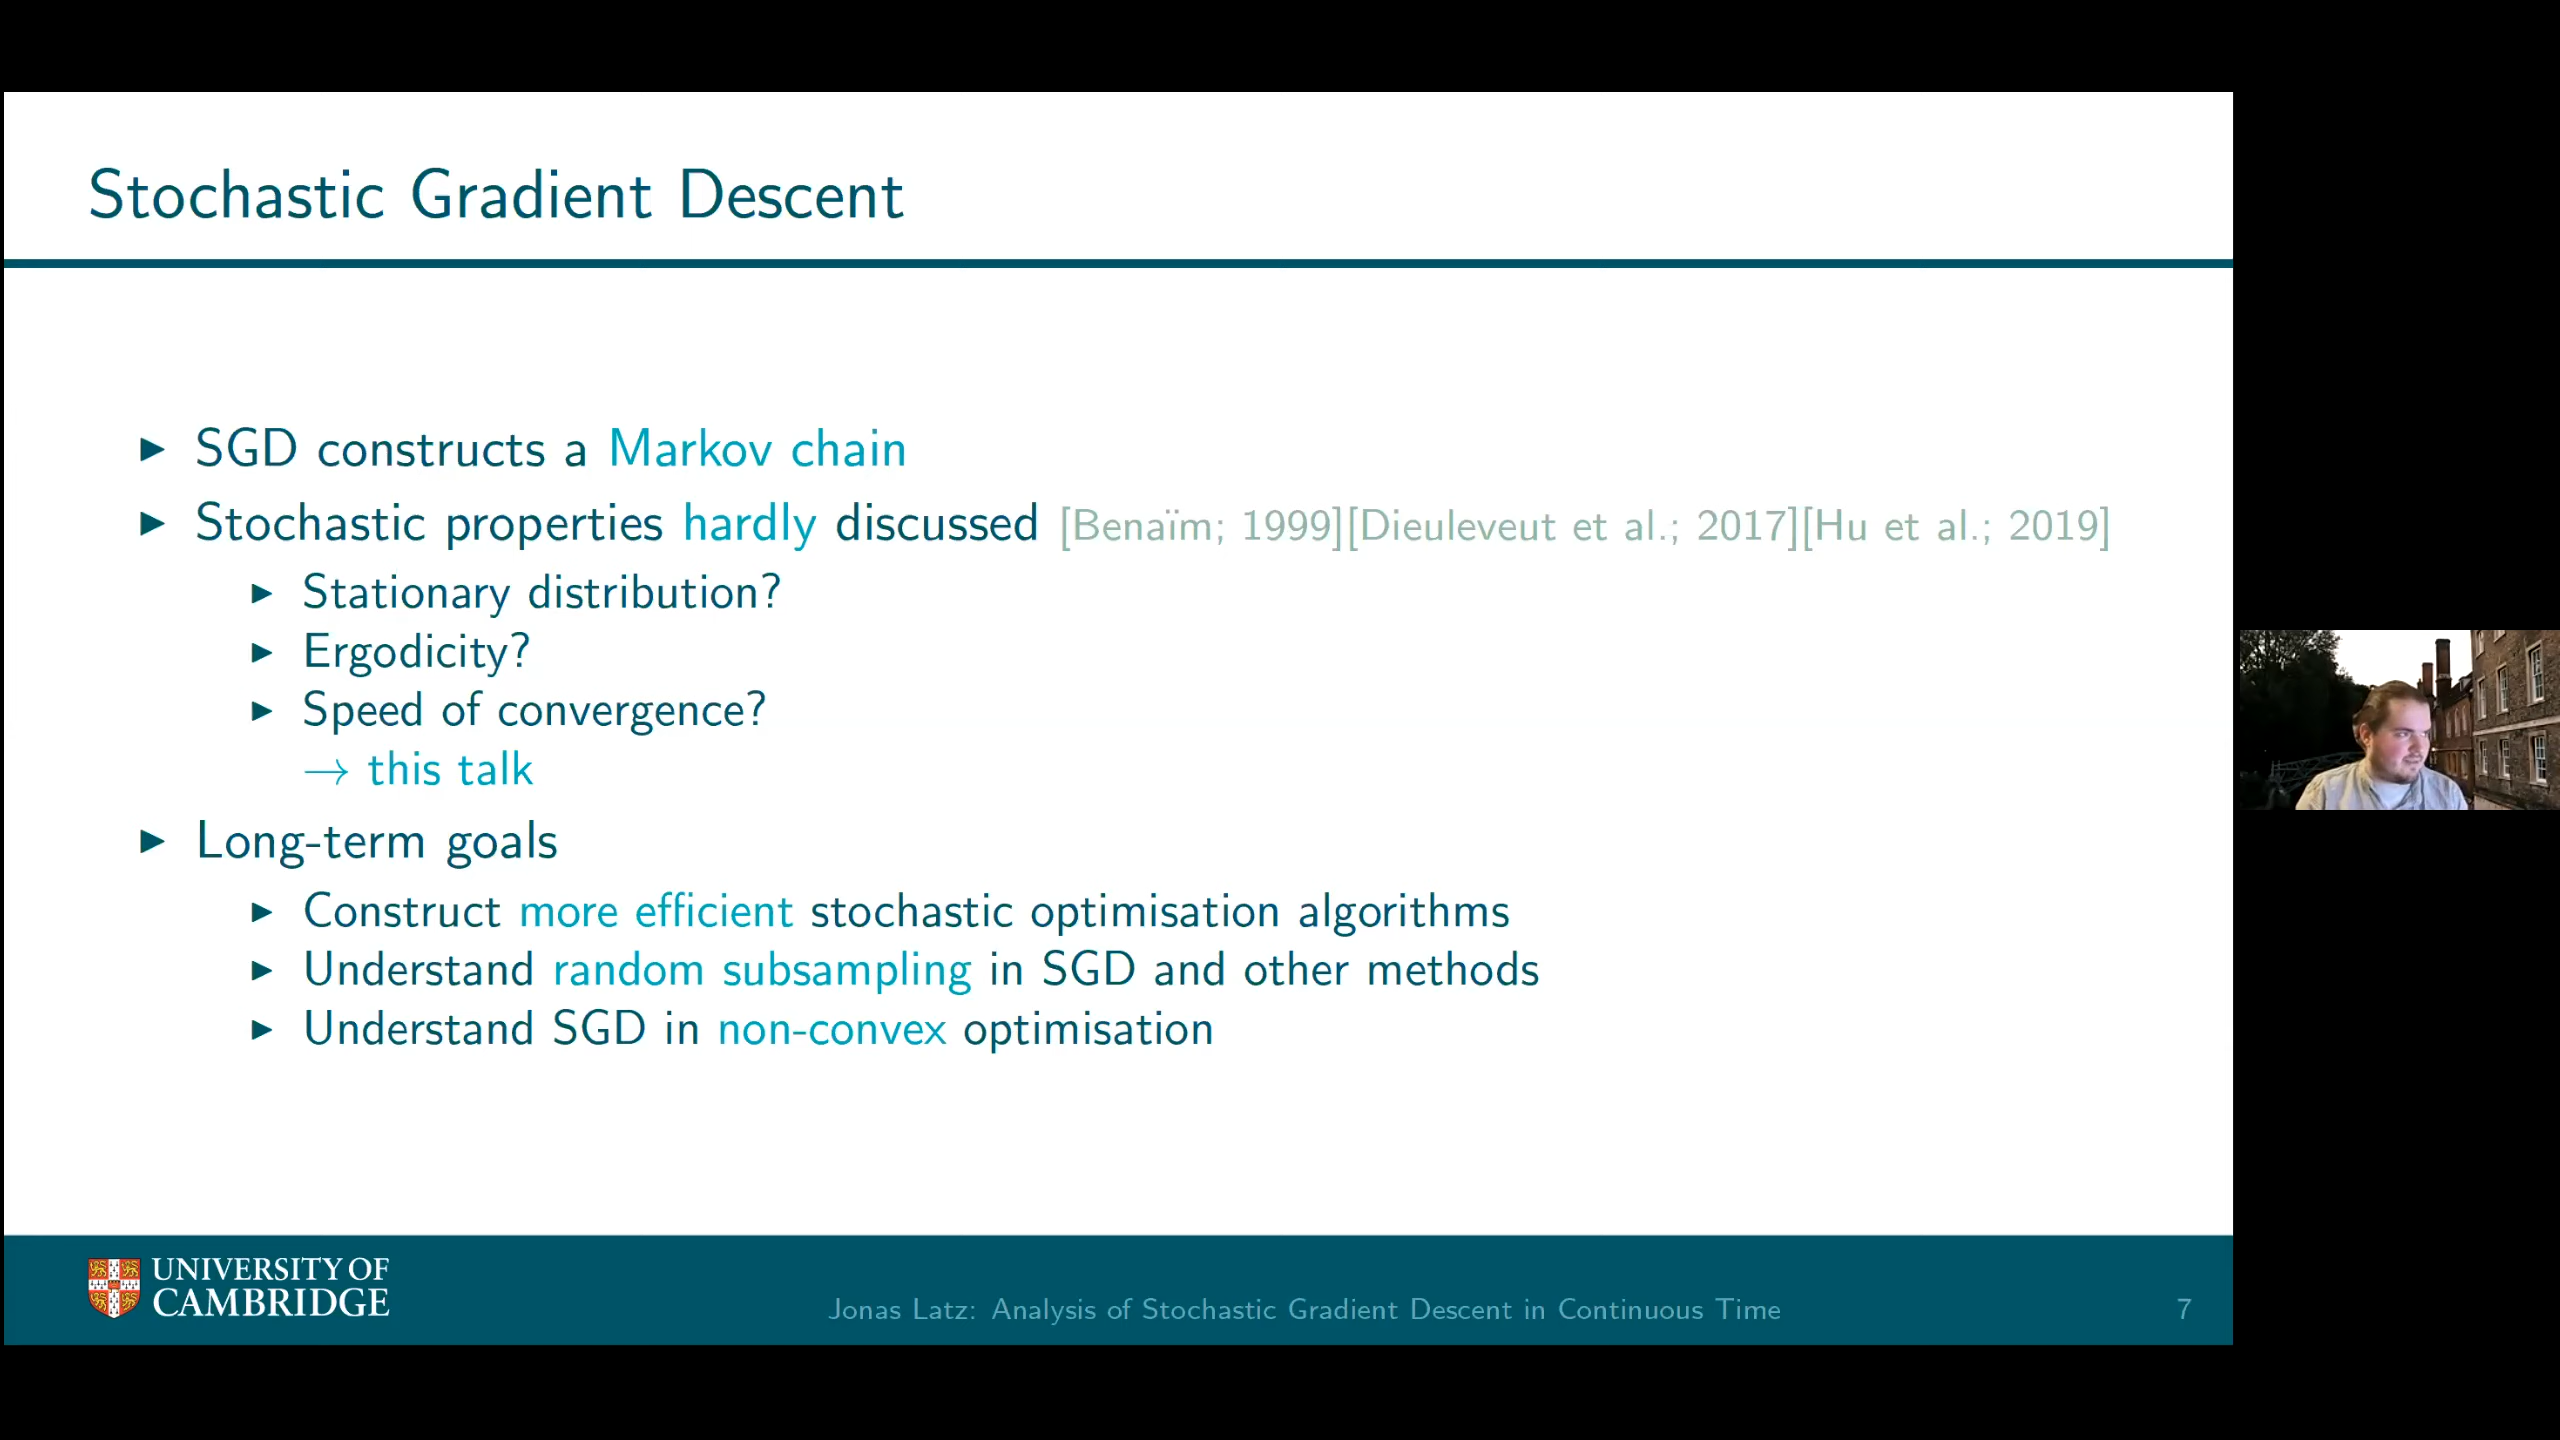 Stochastic Gradient Descent
▶ SGD constructs a Markov chain
▶ Stochastic properties hardly discussed [Benaïm; 1999][Dieuleveut et al.; 2017][Hu et al.; 2019]
▶ Stationary distribution?
▶ Ergodicity?
▶ Speed of convergence?
→ this talk
▶ Long-term goals
▶ Construct more efficient stochastic optimisation algorithms
▶ Understand random subsampling in SGD and other methods
▶ Understand SGD in non-convex optimisation
UNIVERSITY OF
CAMBRIDGE
Jonas Latz: Analysis of Stochastic Gradient Descent in Continuous Time
7